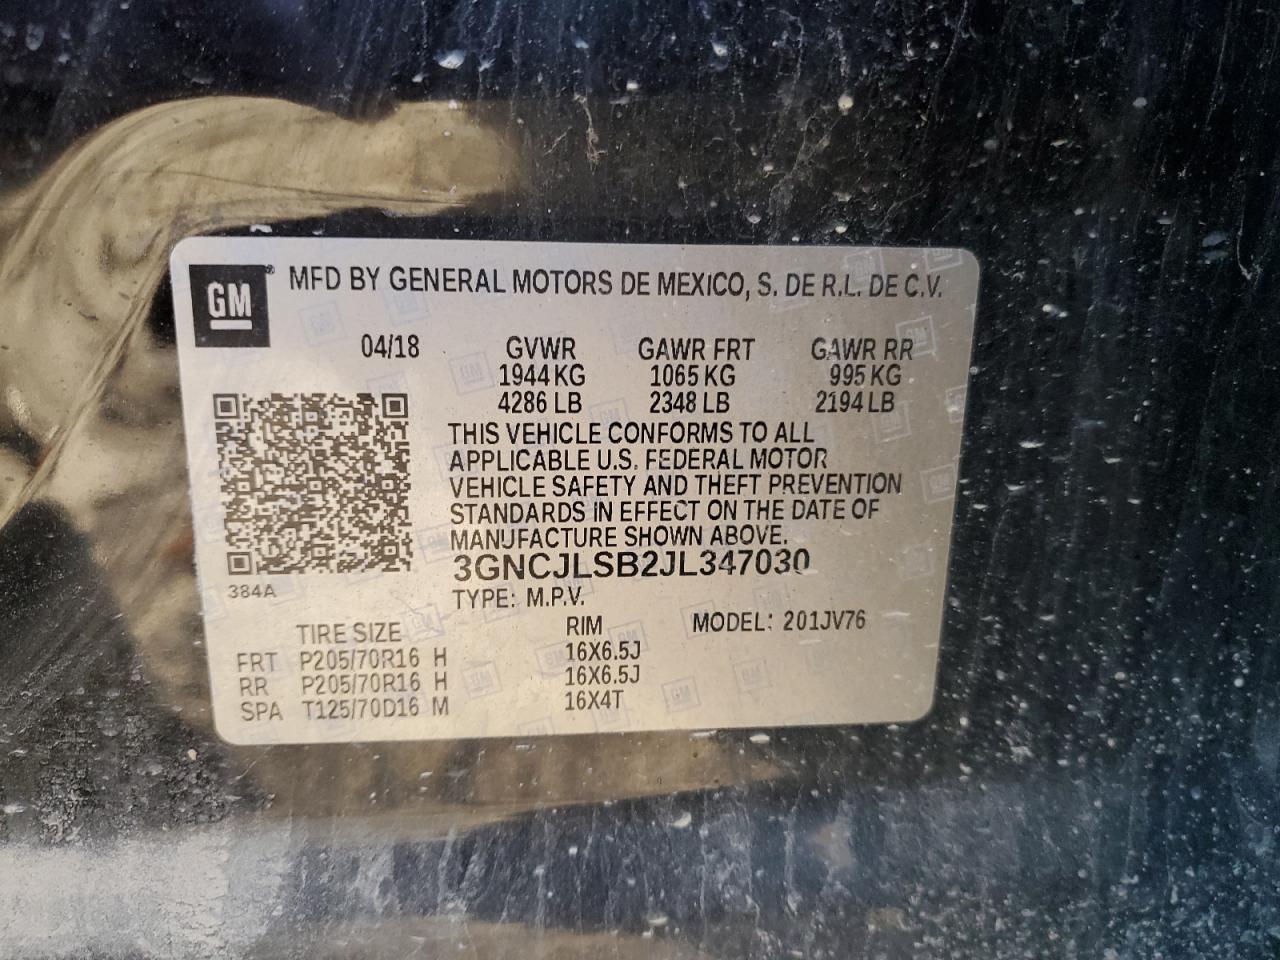 GM ® MFD BY GENERAL MOTORS DE MEXICO, S. DE R.L. DE C.V.
04/18 GVWR GAWR FRT GAWR RR
1944 KG 1065 KG 995 KG
4286 LB 2348 LB 2194 LB
THIS VEHICLE CONFORMS TO ALL
APPLICABLE U.S. FEDERAL MOTOR
VEHICLE SAFETY AND THEFT PREVENTION
STANDARDS IN EFFECT ON THE DATE OF
MANUFACTURE SHOWN ABOVE.
3GNCJLSB2JL347030
384A
TYPE: M.P.V.
TIRE SIZE RIM MODEL: 201JV76
FRT P205/70R16 H 16X6.5J
RR P205/70R16 H 16X6.5J
SPA T125/70D16 M 16X4T